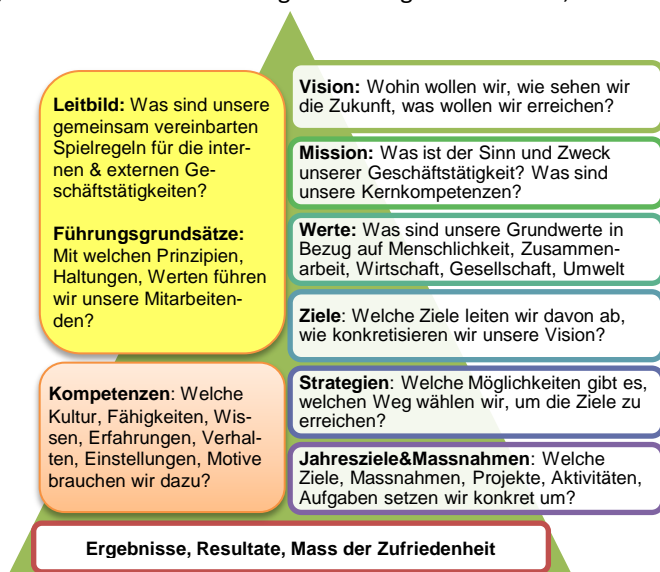 Leitbild: Was sind unsere
gemeinsam vereinbarten
Spielregeln für die inter-
nen & externen Ge-
schäftstätigkeiten?
Führungsgrundsätze:
Mit welchen Prinzipien,
Haltungen, Werten führen
wir unsere Mitarbeiten-
den?
Kompetenzen: Welche
Kultur, Fähigkeiten, Wis-
sen, Erfahrungen, Verhal-
ten, Einstellungen, Motive
brauchen wir dazu?
Vision: Wohin wollen wir, wie sehen wir
die Zukunft, was wollen wir erreichen?
Mission: Was ist der Sinn und Zweck
unserer Geschäftstätigkeit? Was sind
unsere Kernkompetenzen?
Werte: Was sind unsere Grundwerte in
Bezug auf Menschlichkeit, Zusammen-
arbeit, Wirtschaft, Gesellschaft, Umwelt
Ziele: Welche Ziele leiten wir davon ab,
wie konkretisieren wir unsere Vision?
Strategien: Welche Möglichkeiten gibt es,
welchen Weg wählen wir, um die Ziele zu
erreichen?
Jahresziele&Massnahmen: Welche
Ziele, Massnahmen, Projekte, Aktivitäten,
Aufgaben setzen wir konkret um?
Ergebnisse, Resultate, Mass der Zufriedenheit